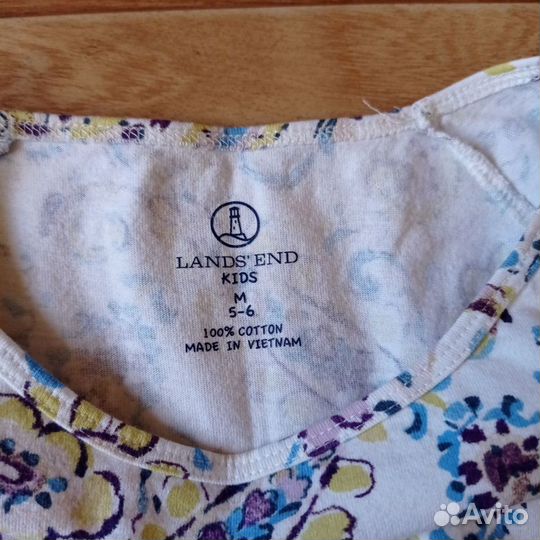 LANDS' END
KIDS
M
5-6
100% COTTON
MADE IN VIETNAM
Avito